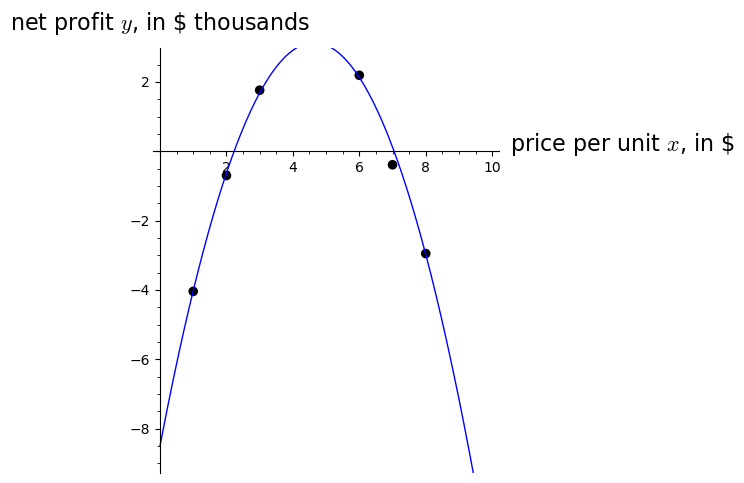 net profit y, in $ thousands
2
price per unit x, in $
2 4 6 8 10
−2
−4
−6
−8